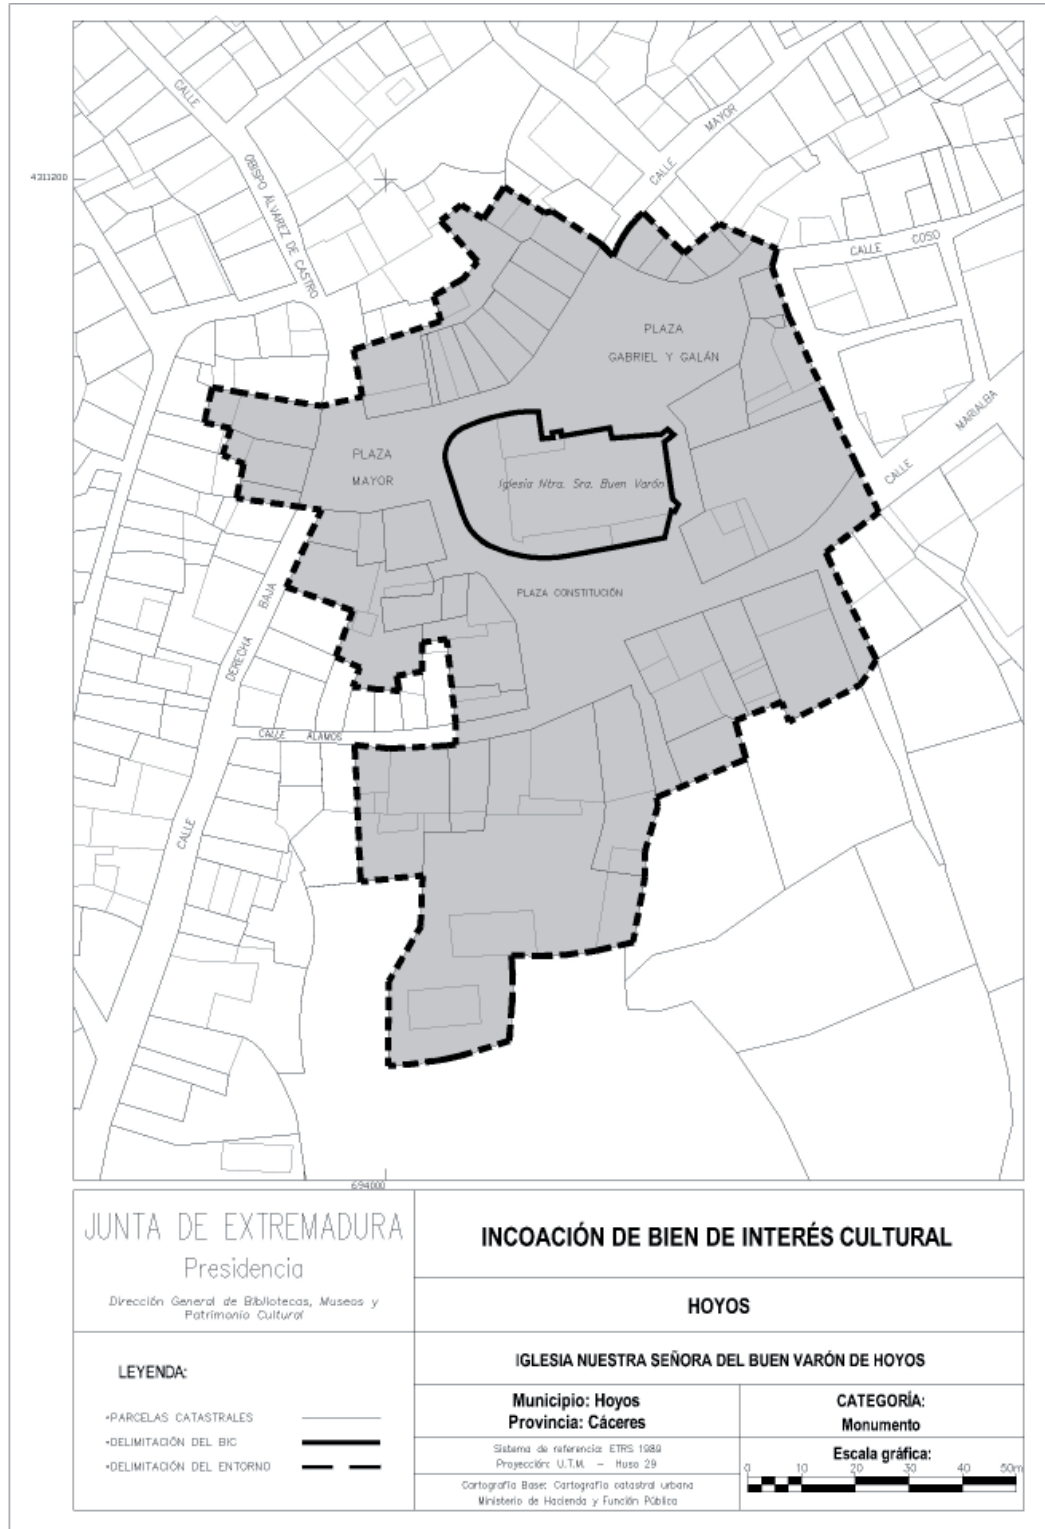 CALLE
OBISPO ÁLVAREZ DE CASTRO
CALLE
MAYOR
4311200
CALLE
COSO
PLAZA
GABRIEL Y GALÁN
CALLE
MARIALBA
PLAZA
MAYOR
Iglesia Ntra. Sra. Buen Varón
PLAZA CONSTITUCIÓN
CALLE
DERECHA
BAJA
CALLE
ÁLAMOS
694000
JUNTA DE EXTREMADURA
Presidencia
Dirección General de Bibliotecas, Museos y
Patrimonio Cultural
INCOACIÓN DE BIEN DE INTERÉS CULTURAL
HOYOS
IGLESIA NUESTRA SEÑORA DEL BUEN VARÓN DE HOYOS
LEYENDA:
•PARCELAS CATASTRALES
•DELIMITACIÓN DEL BIC
•DELIMITACIÓN DEL ENTORNO
Municipio: Hoyos
Provincia: Cáceres
Sistema de referencia: ETRS 1989
Proyección: U.T.M. – Huso 29
Cartografía Base: Cartografía catastral urbana
Ministerio de Hacienda y Función Pública
CATEGORÍA:
Monumento
Escala gráfica:
0 10 20 30 40 50m